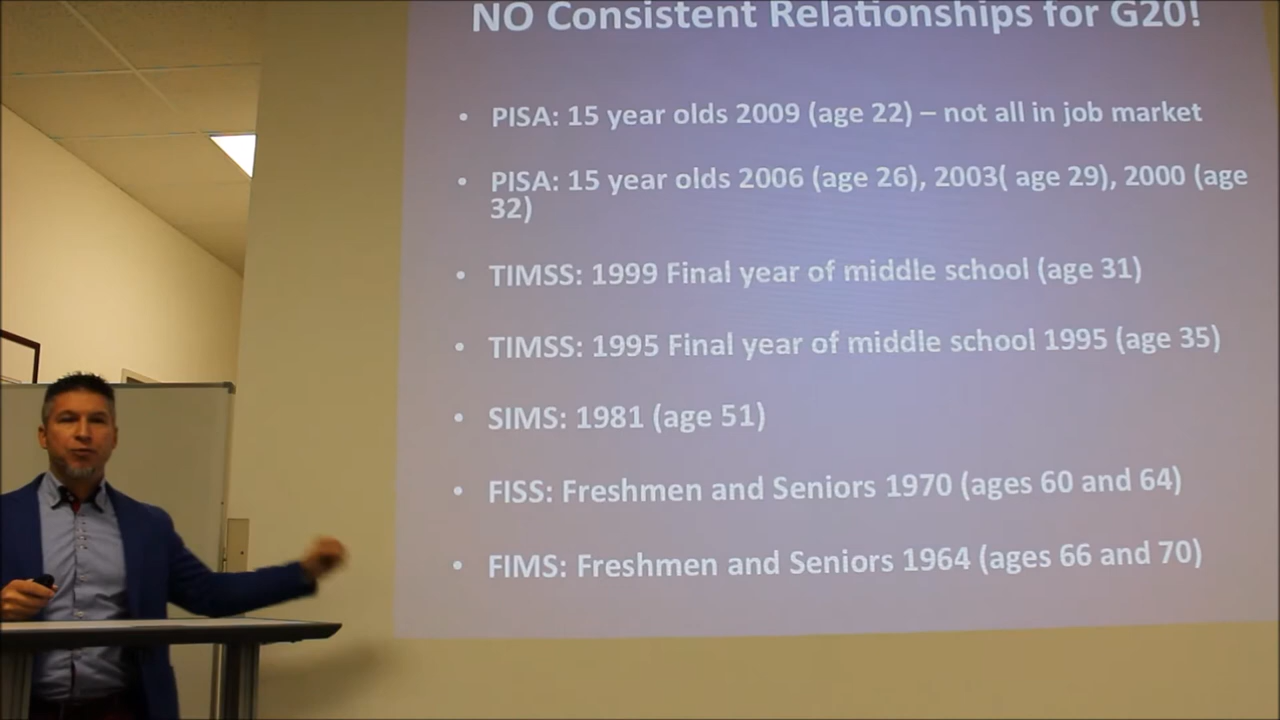 NO Consistent Relationships for G20!
• PISA: 15 year olds 2009 (age 22) – not all in job market
• PISA: 15 year olds 2006 (age 26), 2003( age 29), 2000 (age
32)
• TIMSS: 1999 Final year of middle school (age 31)
• TIMSS: 1995 Final year of middle school 1995 (age 35)
• SIMS: 1981 (age 51)
• FISS: Freshmen and Seniors 1970 (ages 60 and 64)
• FIMS: Freshmen and Seniors 1964 (ages 66 and 70)